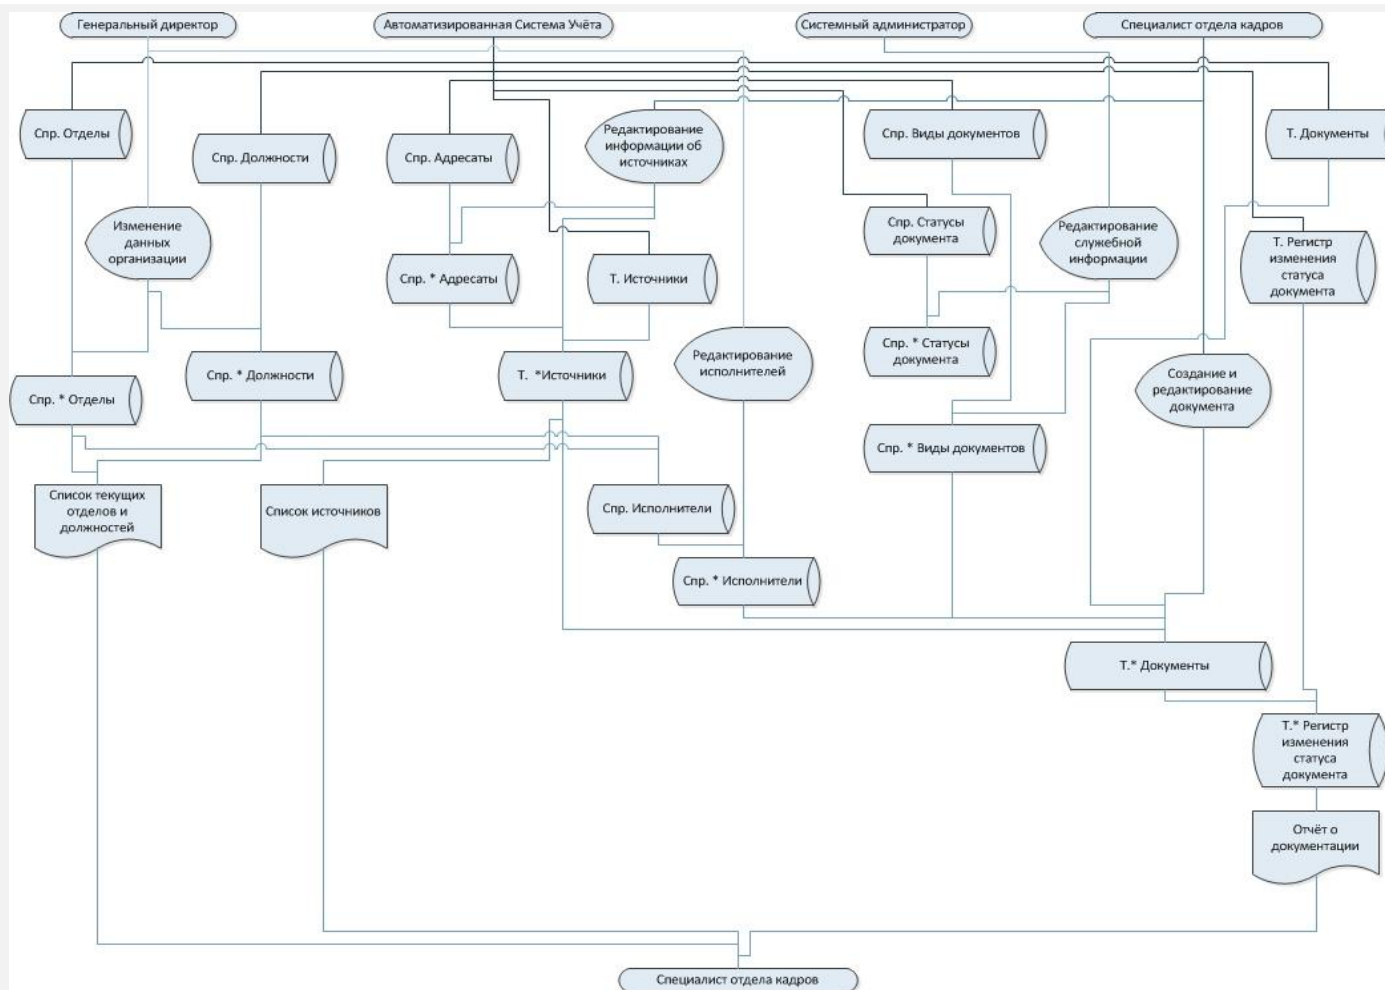 Генеральный директор
Автоматизированная Система Учёта
Системный администратор
Специалист отдела кадров
Спр. Отделы
Спр. Должности
Спр. Адресаты
Редактирование
информации об
источниках
Спр. Виды документов
Т. Документы
Изменение
данных
организации
Спр. Статусы
документа
Редактирование
служебной
информации
Т. Регистр
изменения
статуса
документа
Спр. * Адресаты
Т. Источники
Спр. * Статусы
документа
Спр. * Отделы
Спр. * Должности
Т.  *Источники
Редактирование
исполнителей
Создание и
редактирование
документа
Спр. * Виды документов
Список текущих
отделов и
должностей
Список источников
Спр. Исполнители
Спр. * Исполнители
Т.* Документы
Т.* Регистр
изменения
статуса
документа
Отчёт о
документации
Специалист отдела кадров